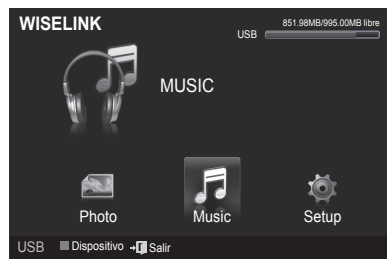 WISELINK
851.98MB/995.00MB libre
USB
MUSIC
Photo Music Setup
USB Dispositivo Salir